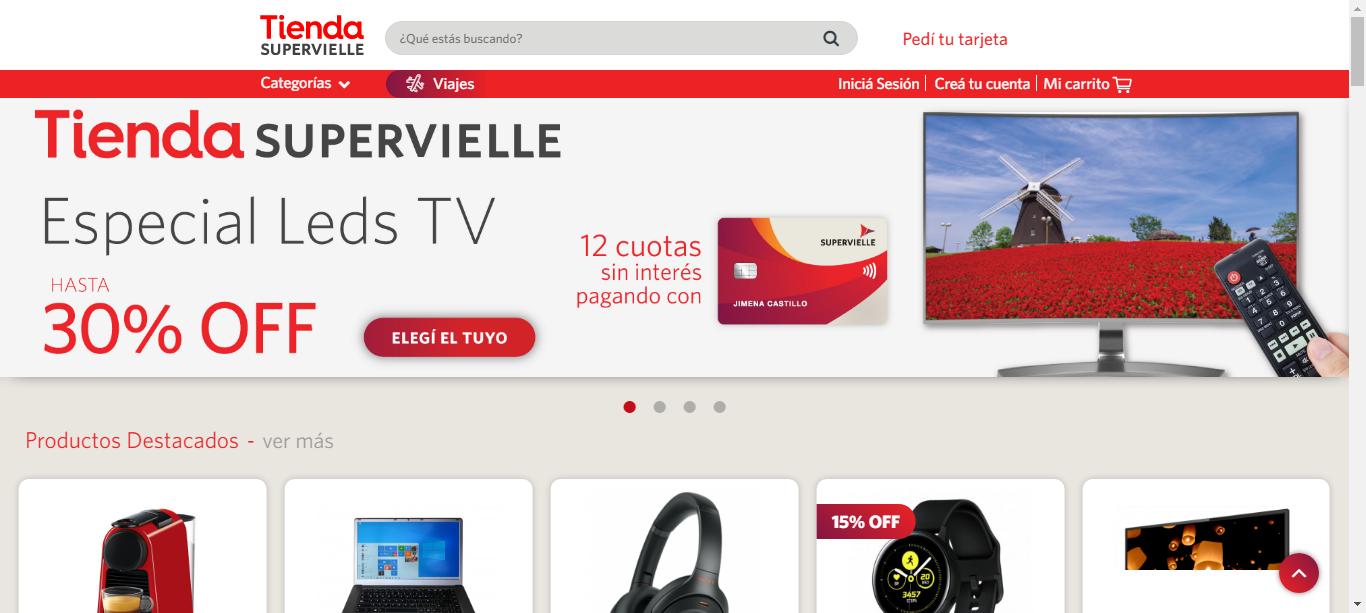 Tienda
SUPERVIELLE
¿Qué estás buscando?
Pedí tu tarjeta
Categorías
Viajes
Iniciá Sesión
Creá tu cuenta
Mi carrito
Tienda SUPERVIELLE
Especial Leds TV
HASTA
30% OFF
ELEGÍ EL TUYO
12 cuotas
sin interés
pagando con
SUPERVIELLE
JIMENA CASTILLO
Productos Destacados - ver más
15% OFF